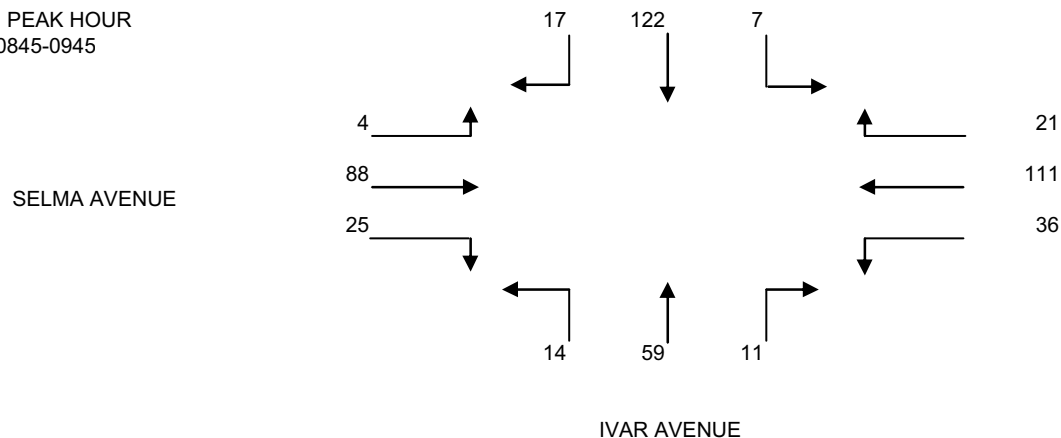 PEAK HOUR
0845-0945
17 122 7
4 21
88 111
SELMA AVENUE
25 36
14 59 11
IVAR AVENUE